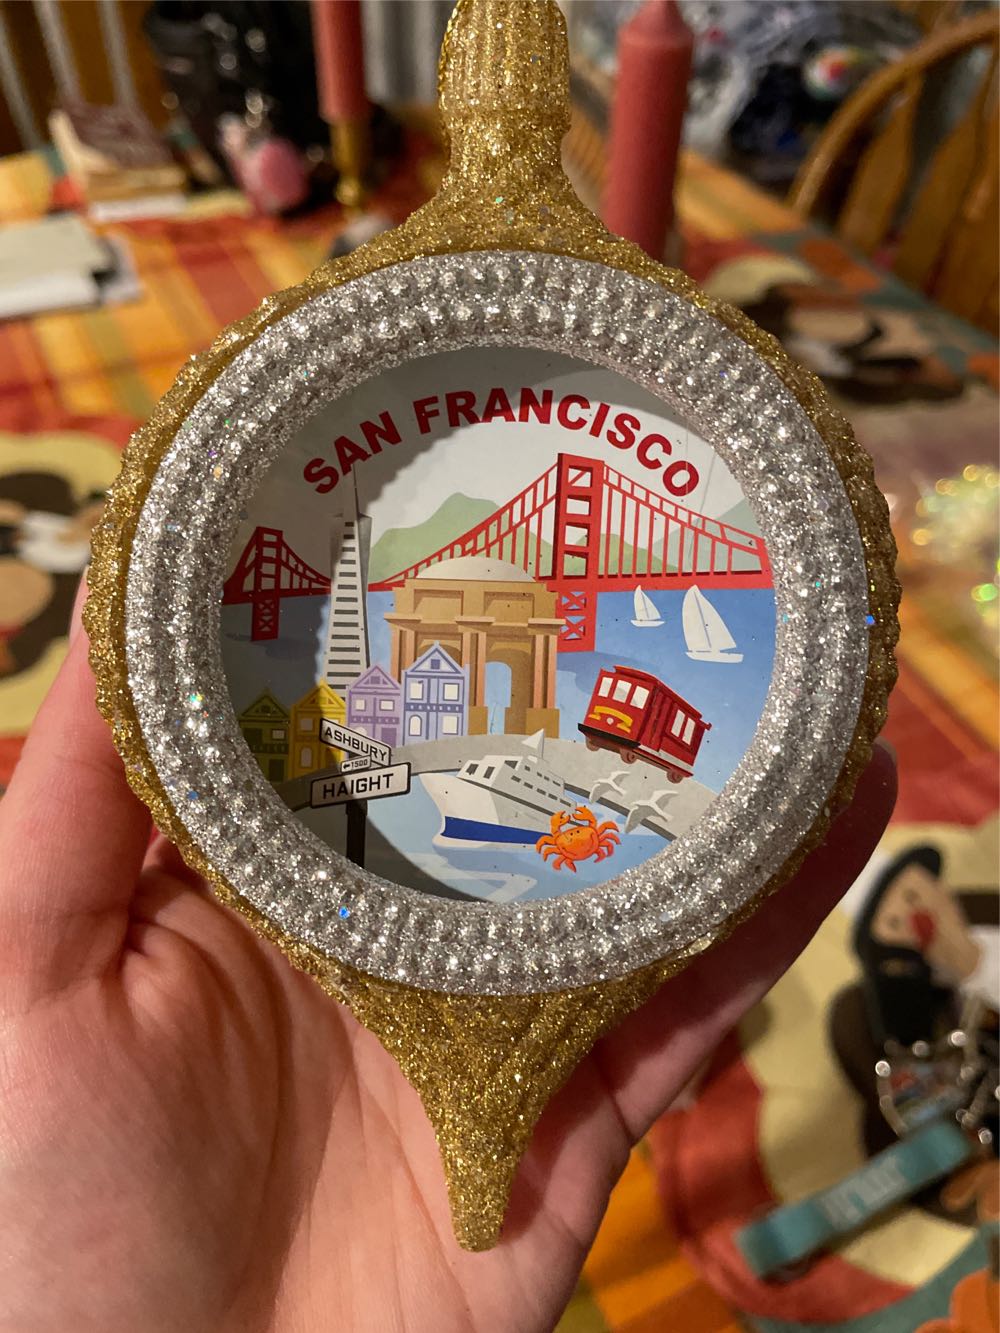 SAN FRANCISCO
ASHBURY
←1500
HAIGHT